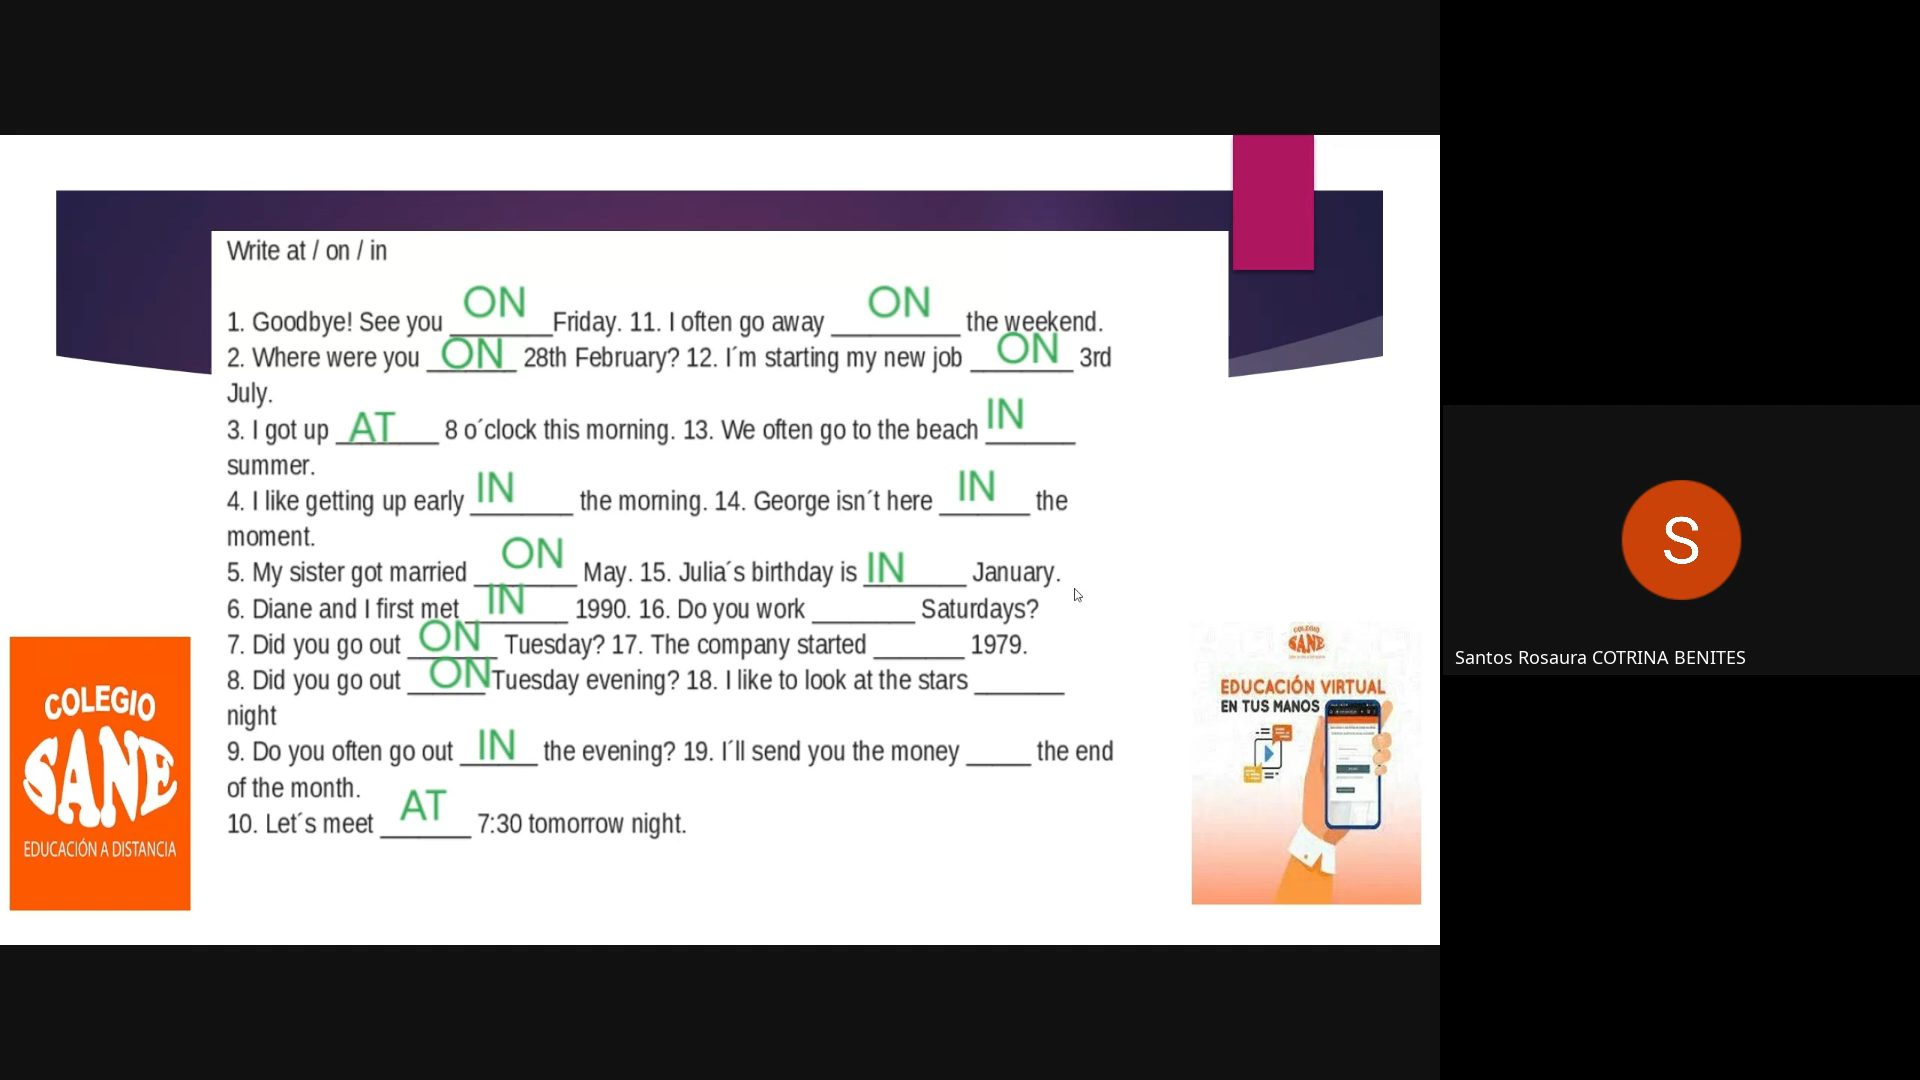 Write at / on / in
1. Goodbye! See you ON Friday. 11. I often go away ON the weekend.
2. Where were you ON 28th February? 12. I´m starting my new job ON 3rd
July.
3. I got up AT 8 o´clock this morning. 13. We often go to the beach IN
summer.
4. I like getting up early IN the morning. 14. George isn´t here IN the
moment.
5. My sister got married ON May. 15. Julia´s birthday is IN January.
6. Diane and I first met IN 1990. 16. Do you work ________ Saturdays?
7. Did you go out ON Tuesday? 17. The company started _______ 1979.
8. Did you go out ON Tuesday evening? 18. I like to look at the stars _______
night
9. Do you often go out IN the evening? 19. I´ll send you the money _____ the end
of the month.
10. Let´s meet AT 7:30 tomorrow night.
COLEGIO
SANE
EDUCACIÓN A DISTANCIA
COLEGIO
SANE
EDUCACIÓN VIRTUAL
EN TUS MANOS
S
Santos Rosaura COTRINA BENITES